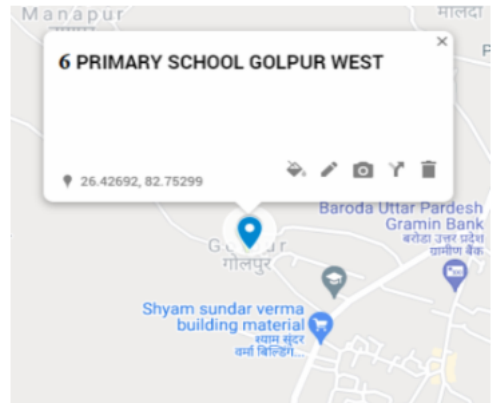 Manapur
मालदा
6 PRIMARY SCHOOL GOLPUR WEST
26.42692, 82.75299
Baroda Uttar Pardesh
Gramin Bank
बरोडा उत्तर प्रदेश
ग्रामीण बैंक
गोलपुर
Shyam sundar verma
building material
श्याम सुंदर
वर्मा बिल्डिंग...